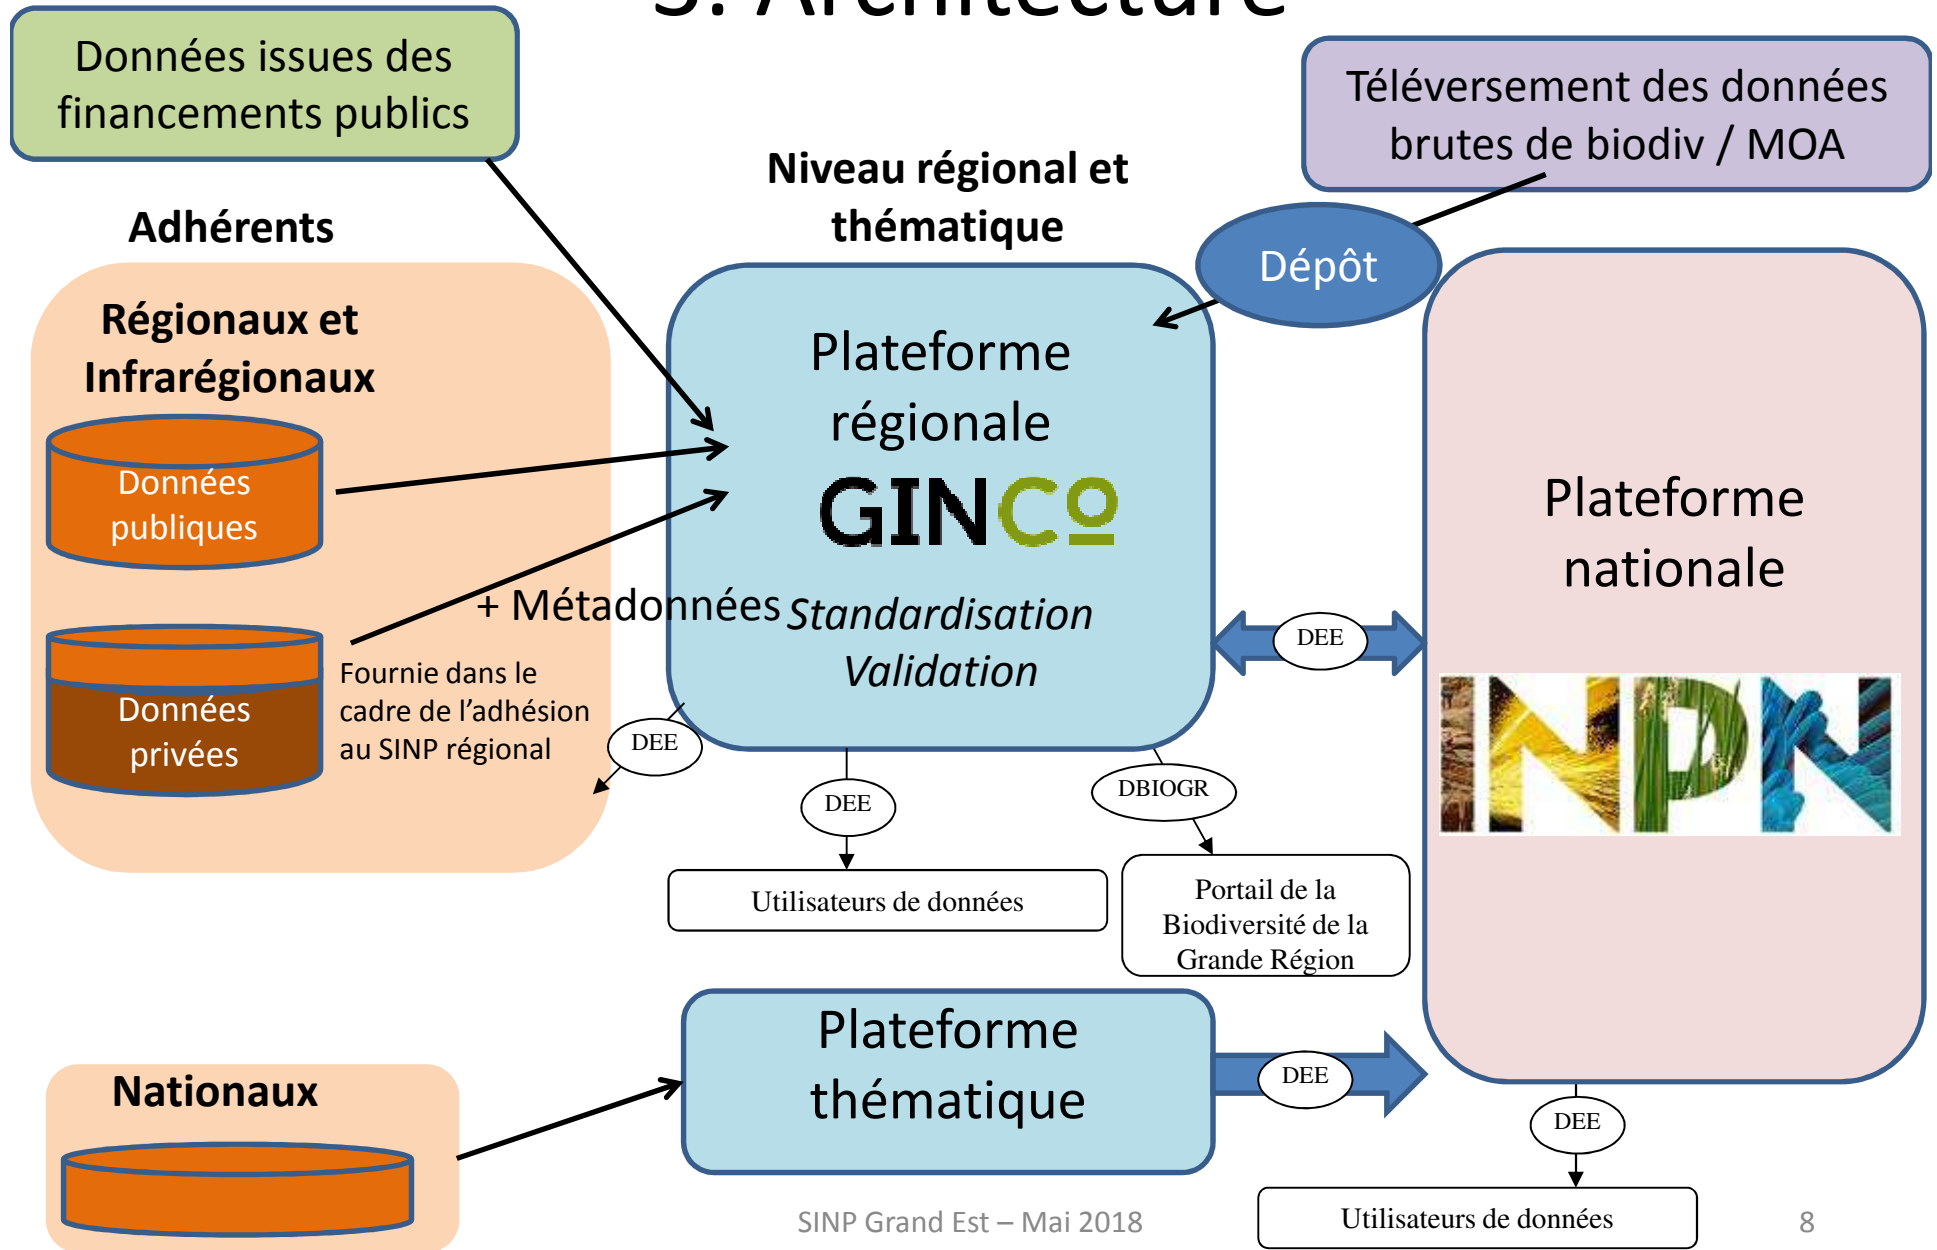 3. Architecture
Données issues des
financements publics
Téléversement des données
brutes de biodiv / MOA
Niveau régional et
thématique
Adhérents
Dépôt
Régionaux et
Infrarégionaux
Plateforme
régionale
GINCO
Données
publiques
Plateforme
nationale
+ Métadonnées
Standardisation
Validation
DEE
INPN
Fournie dans le
cadre de l’adhésion
au SINP régional
Données
privées
DEE
DEE
DBIOGR
Utilisateurs de données
Portail de la
Biodiversité de la
Grande Région
Plateforme
thématique
DEE
Nationaux
DEE
Utilisateurs de données
SINP Grand Est – Mai 2018
8